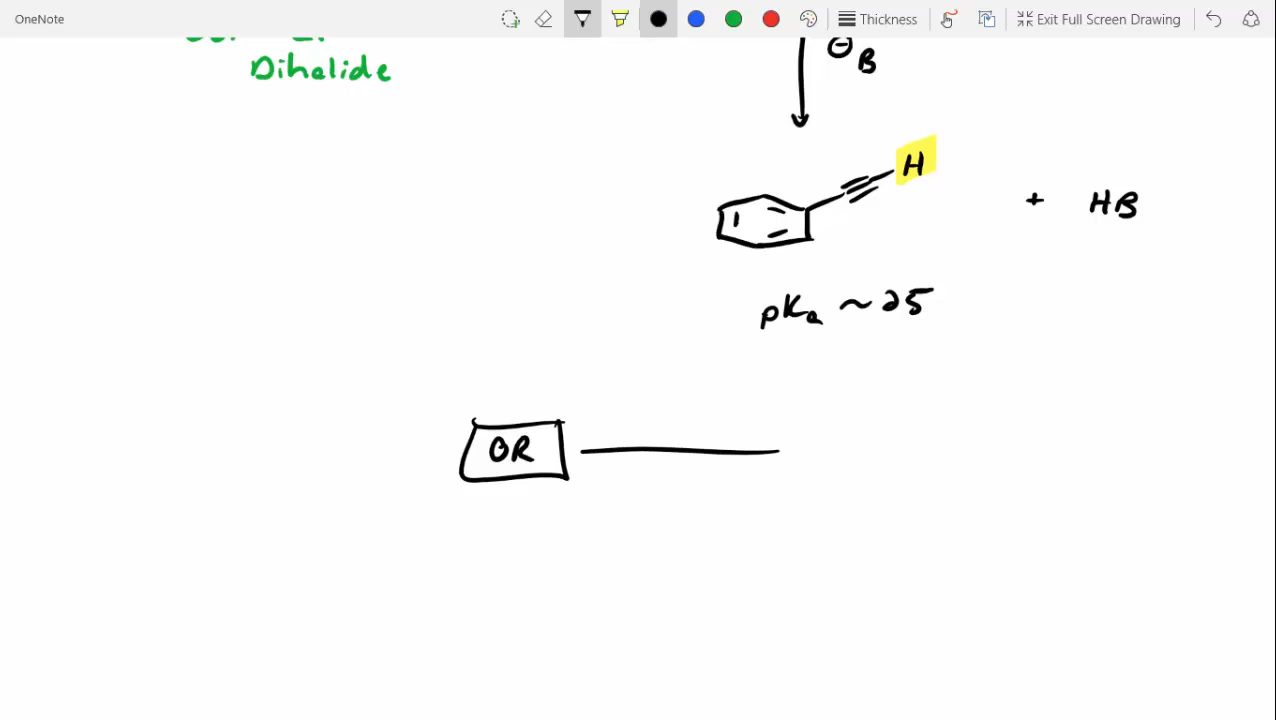 OneNote
Thickness
Exit Full Screen Drawing
Dihalide
⊖
B
H
+ HB
pKa ~25
OR